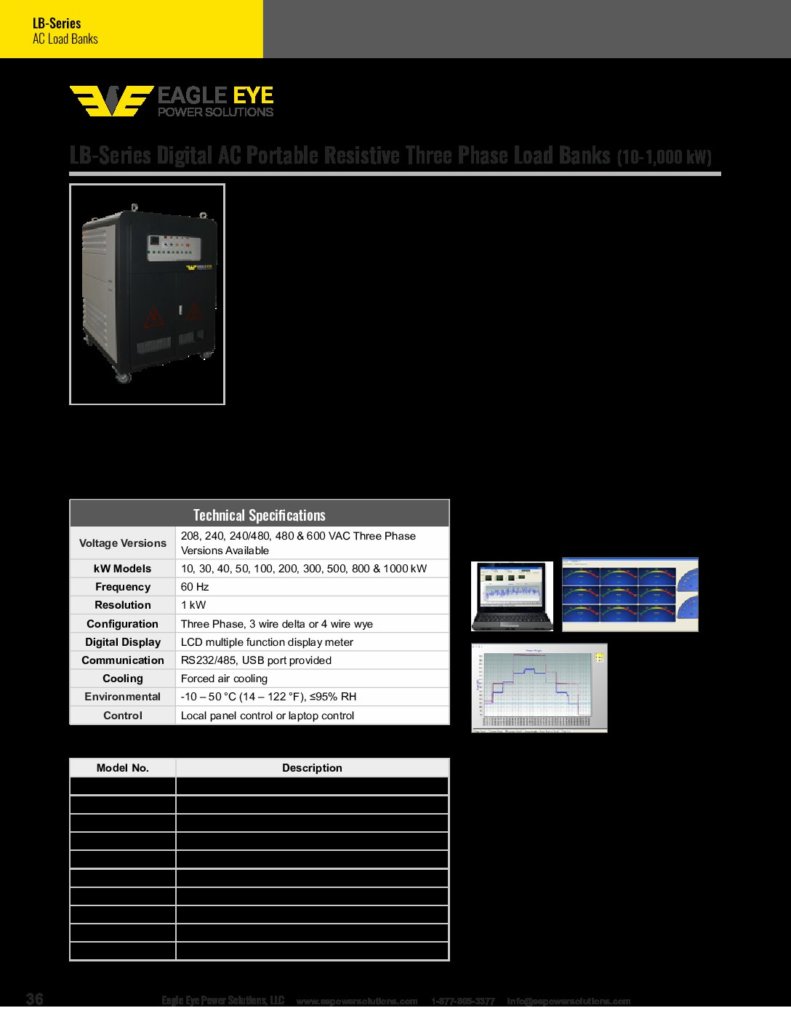 LB-Series
AC Load Banks
EAGLE EYE
POWER SOLUTIONS
LB-Series Digital AC Portable Resistive Three Phase Load Banks (10-1,000 kW)
EAGLE EYE
Technical Specifications
Voltage Versions 208, 240, 240/480, 480 & 600 VAC Three Phase
Versions Available
kW Models 10, 30, 40, 50, 100, 200, 300, 500, 800 & 1000 kW
Frequency 60 Hz
Resolution 1 kW
Configuration Three Phase, 3 wire delta or 4 wire wye
Digital Display LCD multiple function display meter
Communication RS232/485, USB port provided
Cooling Forced air cooling
Environmental -10 – 50 °C (14 – 122 °F), ≤95% RH
Control Local panel control or laptop control
Model No. Description
36 Eagle Eye Power Solutions, LLC www.eepowersolutions.com 1-877-805-3377 info@eepowersolutions.com